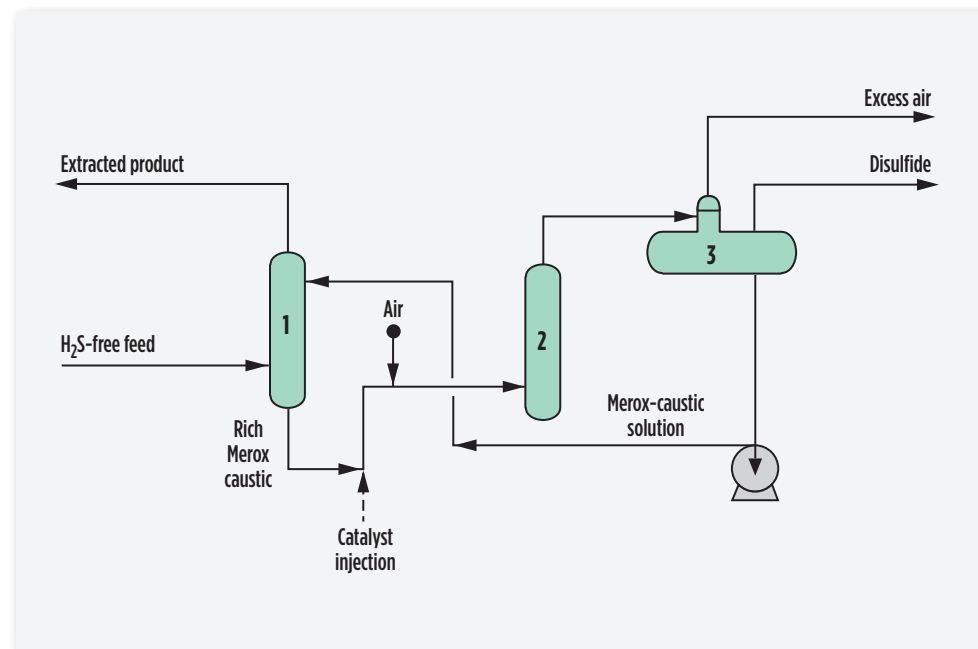 Excess air
Extracted product
Disulfide
3
Air
1
2
H₂S-free feed
Merox-caustic
solution
Rich
Merox
caustic
Catalyst
injection